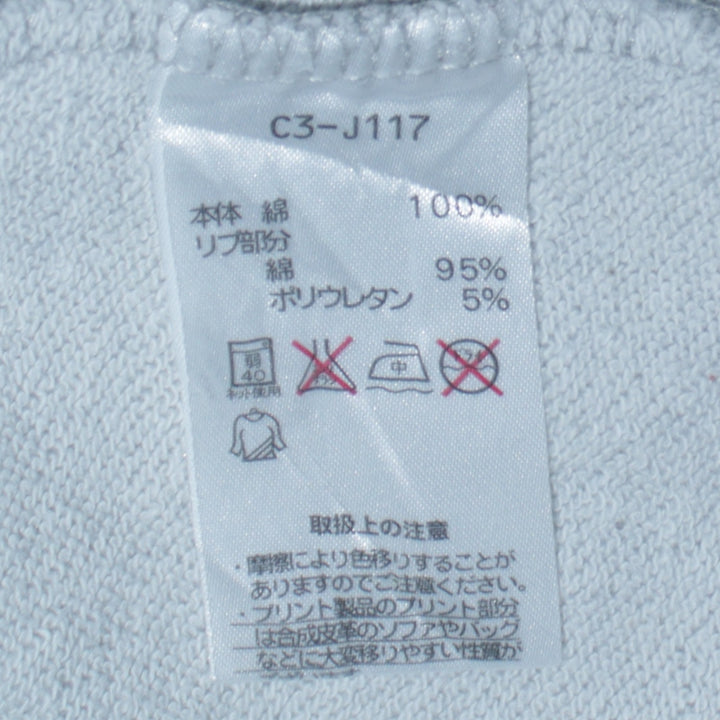 C3-J117
本体 綿 100%
リブ部分
綿 95%
ポリウレタン 5%
弱
40
ネット使用
中
取扱上の注意
・摩擦により色移りすることが
ありますのでご注意ください。
・プリント製品のプリント部分
は合成皮革のソファやバッグ
などに大変移りやすい性質が